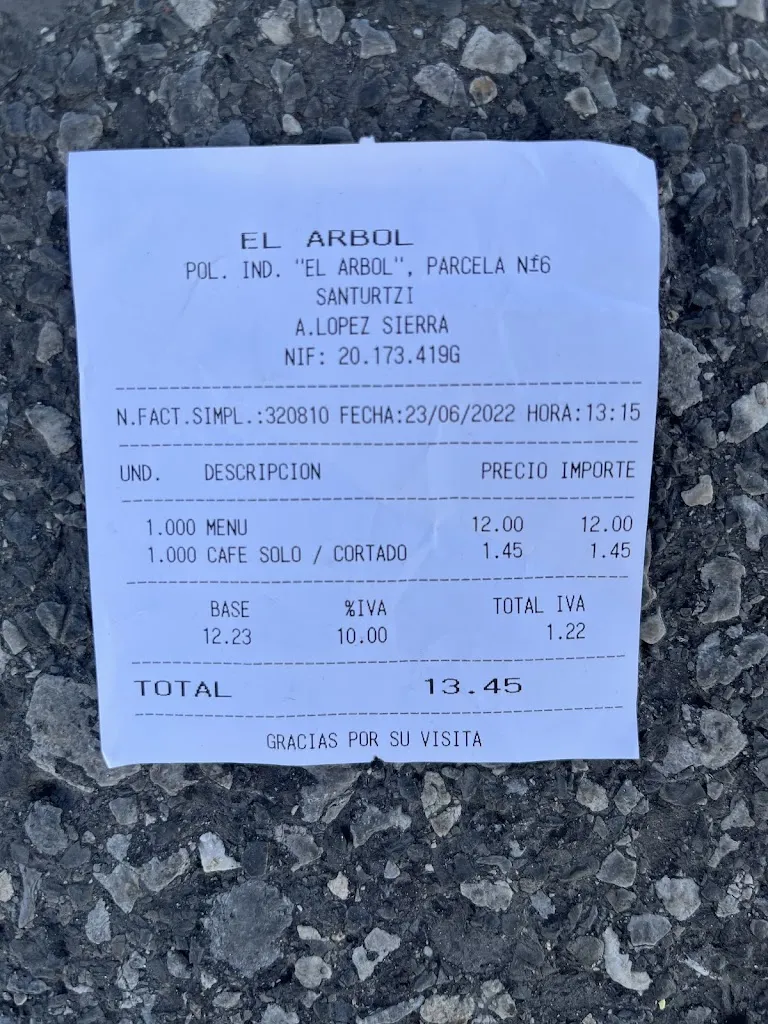 EL ARBOL
POL. IND. "EL ARBOL", PARCELA Nf6
SANTURTZI
A.LOPEZ SIERRA
NIF: 20.173.419G
N.FACT.SIMPL.:320810 FECHA:23/06/2022 HORA:13:15
UND. DESCRIPCION PRECIO IMPORTE
1.000 MENU 12.00 12.00
1.000 CAFE SOLO / CORTADO 1.45 1.45
BASE %IVA TOTAL IVA
12.23 10.00 1.22
TOTAL 13.45
GRACIAS POR SU VISITA